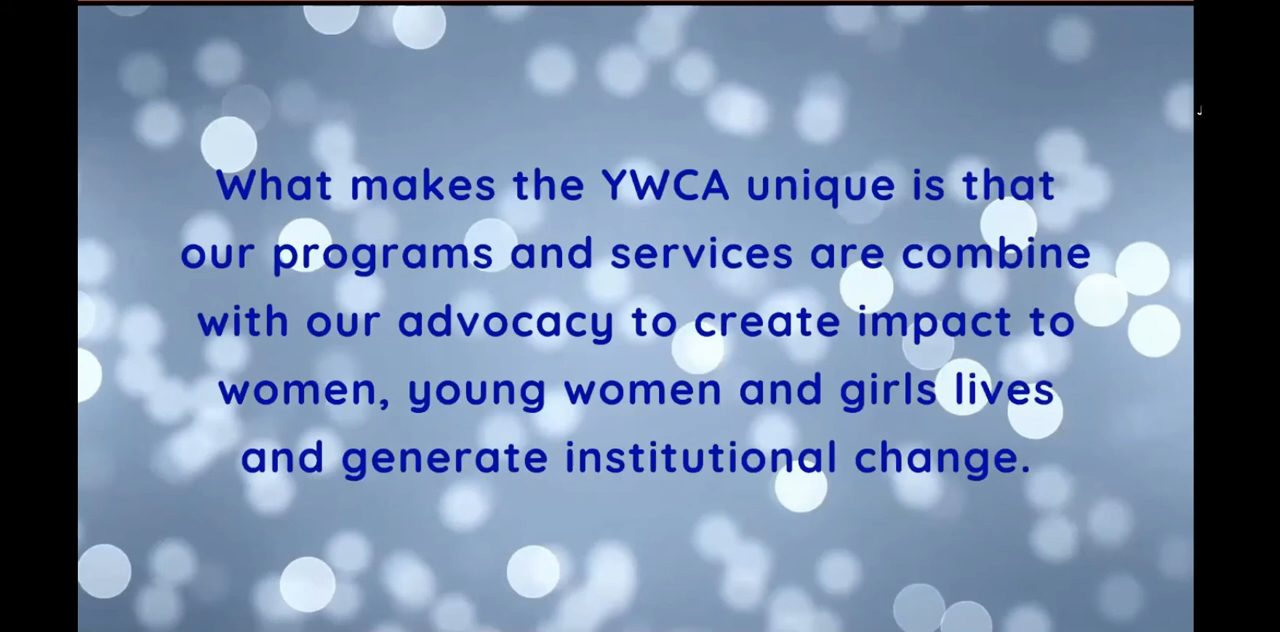 What makes the YWCA unique is that
our programs and services are combine
with our advocacy to create impact to
women, young women and girls lives
and generate institutional change.